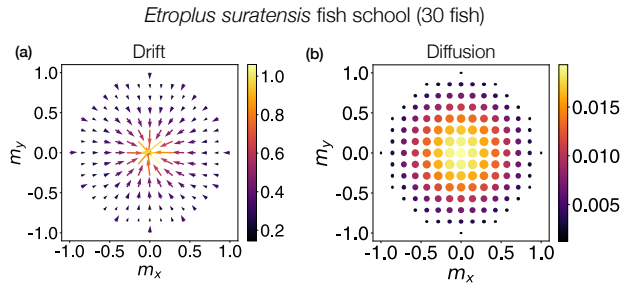 Etroplus suratensis fish school (30 fish)
(a) Drift
1.0
0.5
0.0
-0.5
-1.0
m_y
-1.0 -0.5 0.0 0.5 1.0
m_x
1.0
0.8
0.6
0.4
0.2
(b) Diffusion
1.0
0.5
0.0
-0.5
-1.0
m_y
-1.0 -0.5 0.0 0.5 1.0
m_x
0.015
0.010
0.005